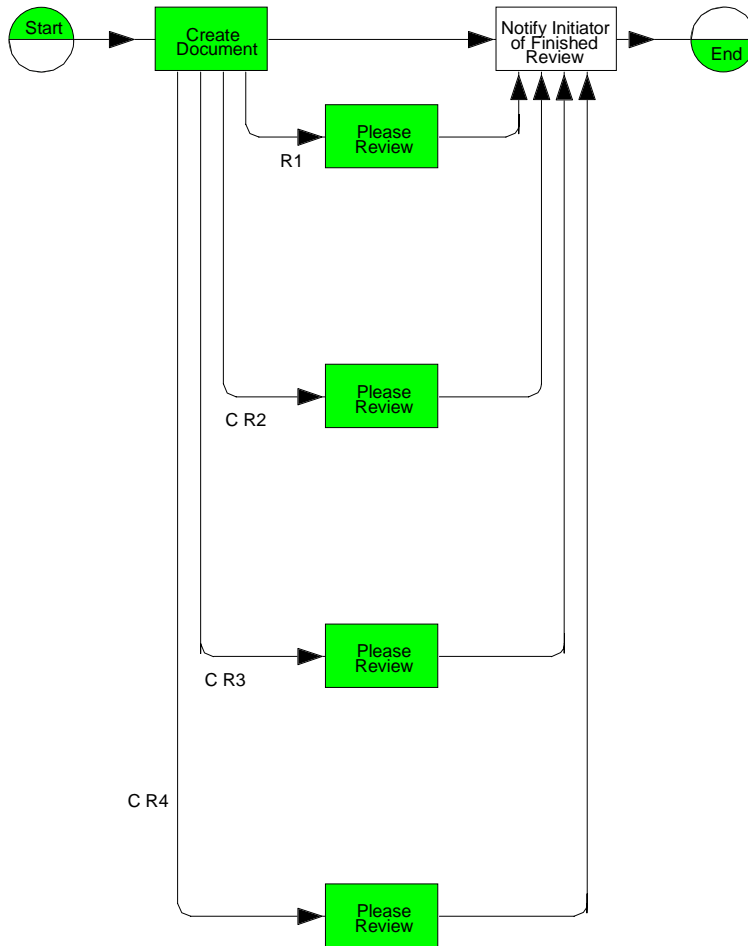 Start
Create
Document
Notify Initiator
of Finished
Review
End
Please
Review
R1
Please
Review
C R2
Please
Review
C R3
C R4
Please
Review